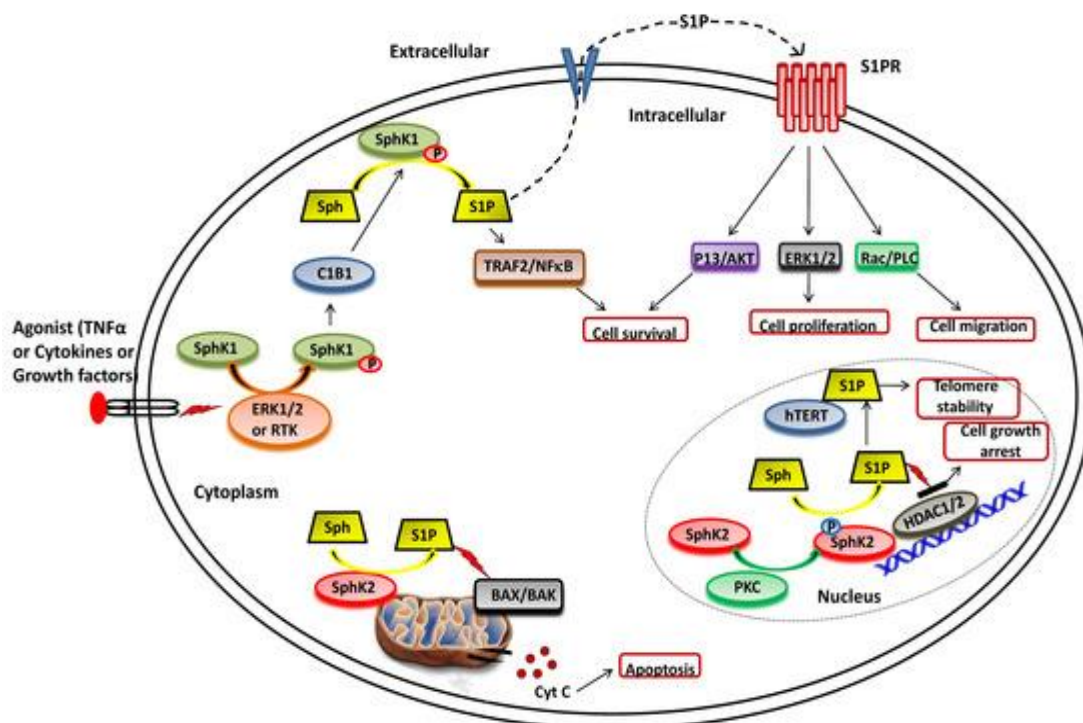 S1P
Extracellular
S1PR
Intracellular
SphK1
P
Sph
S1P
C1B1
TRAF2/NFκB
P13/AKT
ERK1/2
Rac/PLC
Cell survival
Cell proliferation
Cell migration
Agonist (TNFα
or Cytokines or
Growth factors)
SphK1
SphK1
P
ERK1/2
or RTK
S1P
Telomere
stability
hTERT
Cell growth
arrest
Sph
S1P
HDAC1/2
Cytoplasm
Sph
S1P
SphK2
P
SphK2
SphK2
BAX/BAK
PKC
Nucleus
Cyt C
Apoptosis